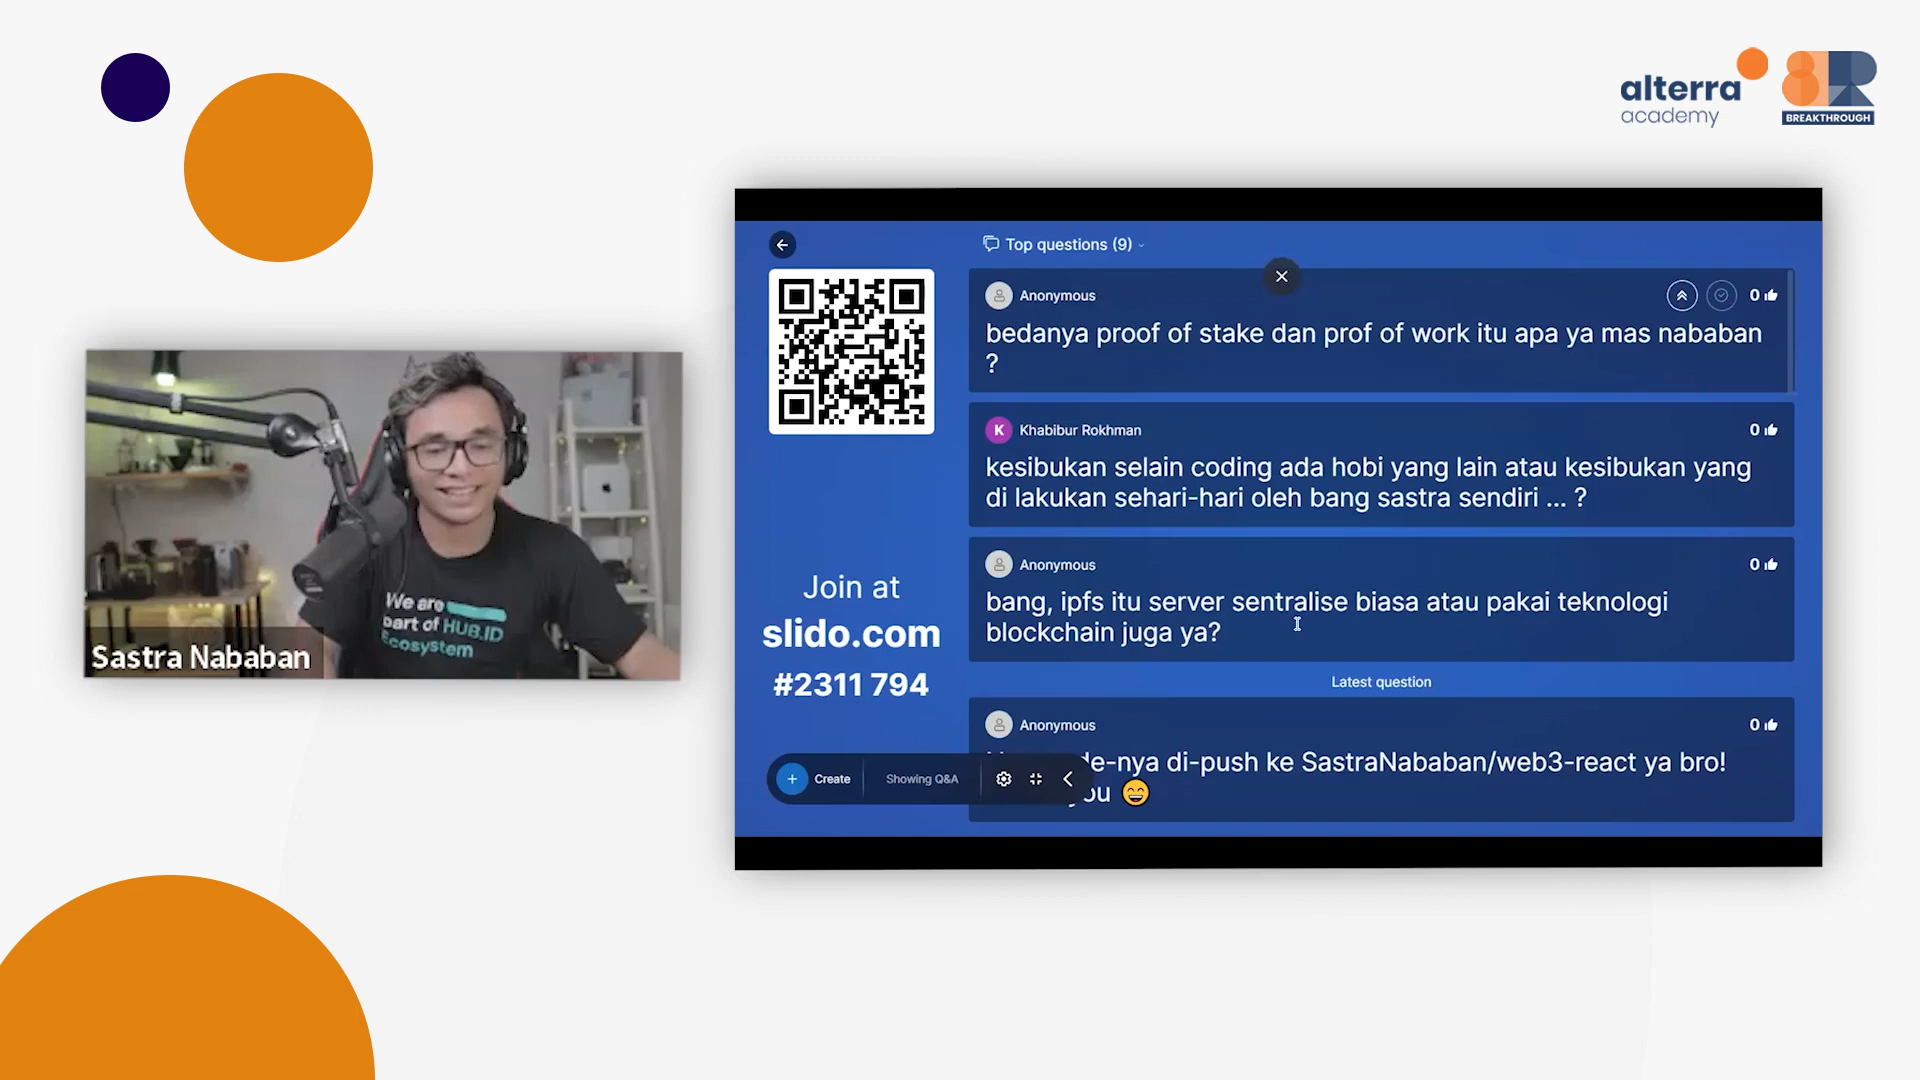 alterra
academy
BREAKTHROUGH
We are
part of HUB.ID
Ecosystem
Sastra Nababan
Join at
slido.com
#2311 794
Create
Showing Q&A
Top questions (9)
Anonymous
0
bedanya proof of stake dan prof of work itu apa ya mas nababan
?
K
Khabibur Rokhman
0
kesibukan selain coding ada hobi yang lain atau kesibukan yang
di lakukan sehari-hari oleh bang sastra sendiri ... ?
Anonymous
0
bang, ipfs itu server sentralise biasa atau pakai teknologi
blockchain juga ya?
Latest question
Anonymous
0
de-nya di-push ke SastraNababan/web3-react ya bro!
ou 😄